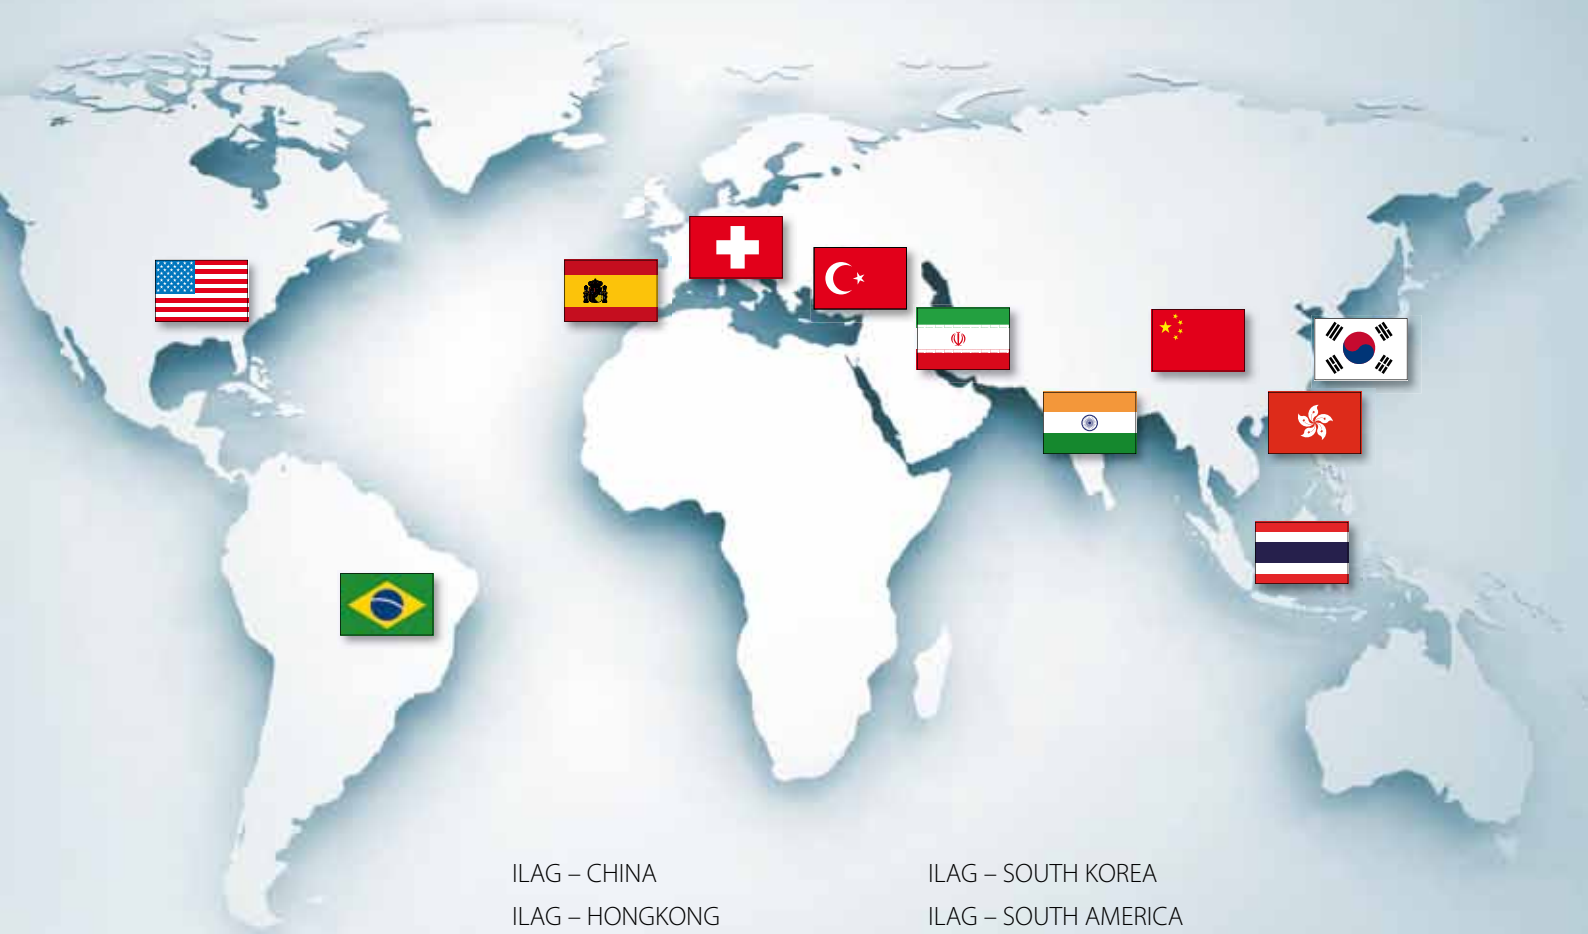 ILAG – CHINA
ILAG – HONGKONG
ILAG – SOUTH KOREA
ILAG – SOUTH AMERICA